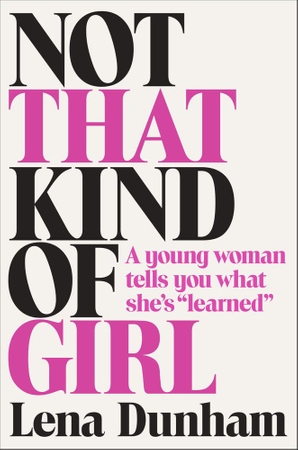 NOT
THAT
KIND
OF
A young woman
tells you what
she's “learned”
GIRL
Lena Dunham